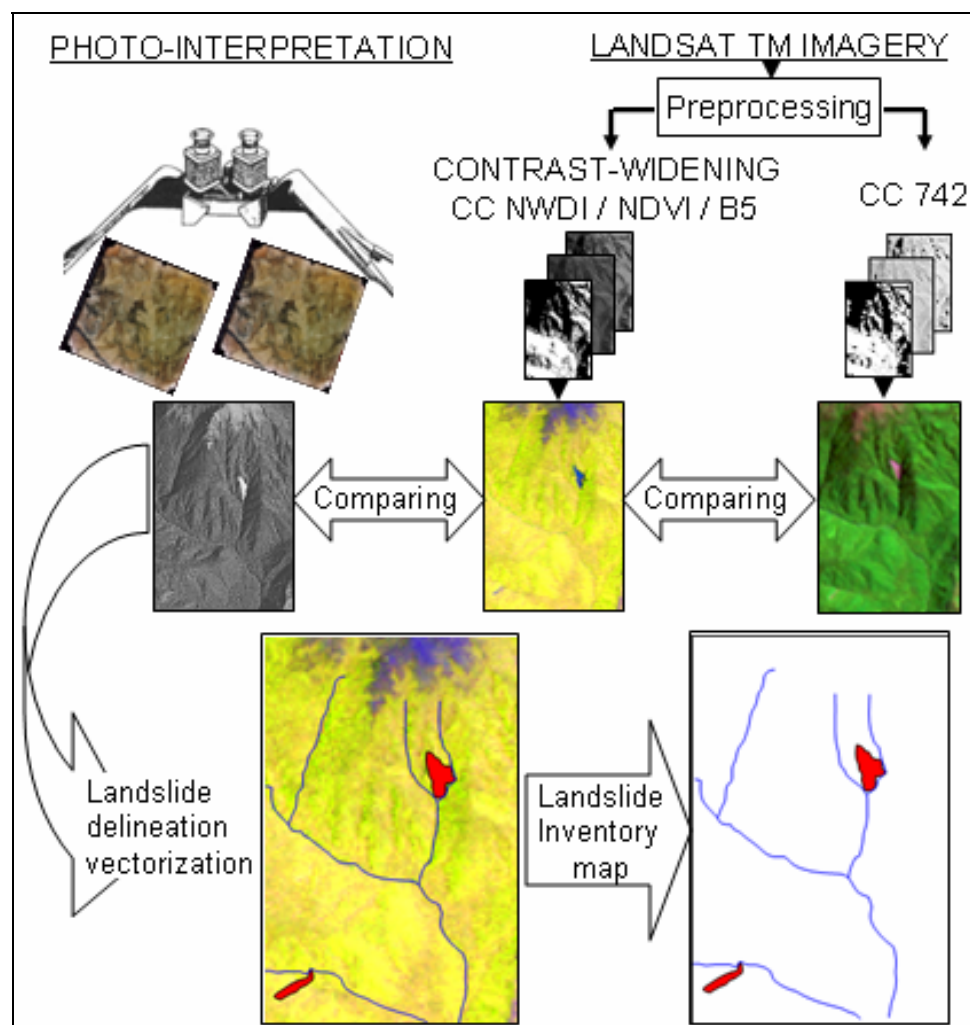 PHOTO-INTERPRETATION
LANDSAT TM IMAGERY
Preprocessing
CONTRAST-WIDENING
CC NWDI / NDVI / B5
CC 742
Comparing
Comparing
Landslide
delineation
vectorization
Landslide
Inventory
map